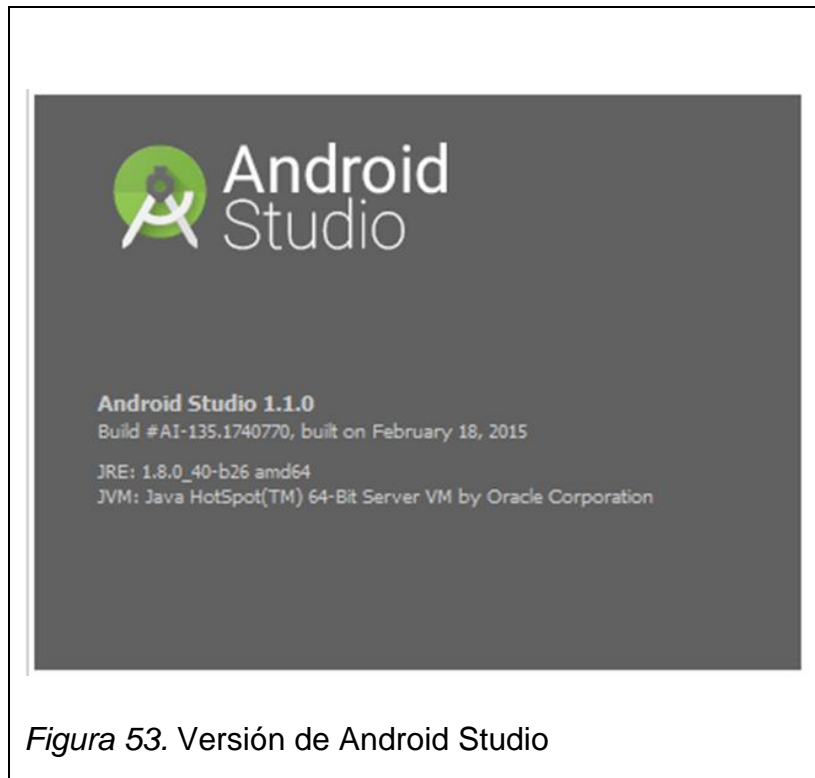 Android
Studio
Android Studio 1.1.0
Build #AI-135.1740770, built on February 18, 2015
JRE: 1.8.0_40-b26 amd64
JVM: Java HotSpot(TM) 64-Bit Server VM by Oracle Corporation
Figura 53. Versión de Android Studio